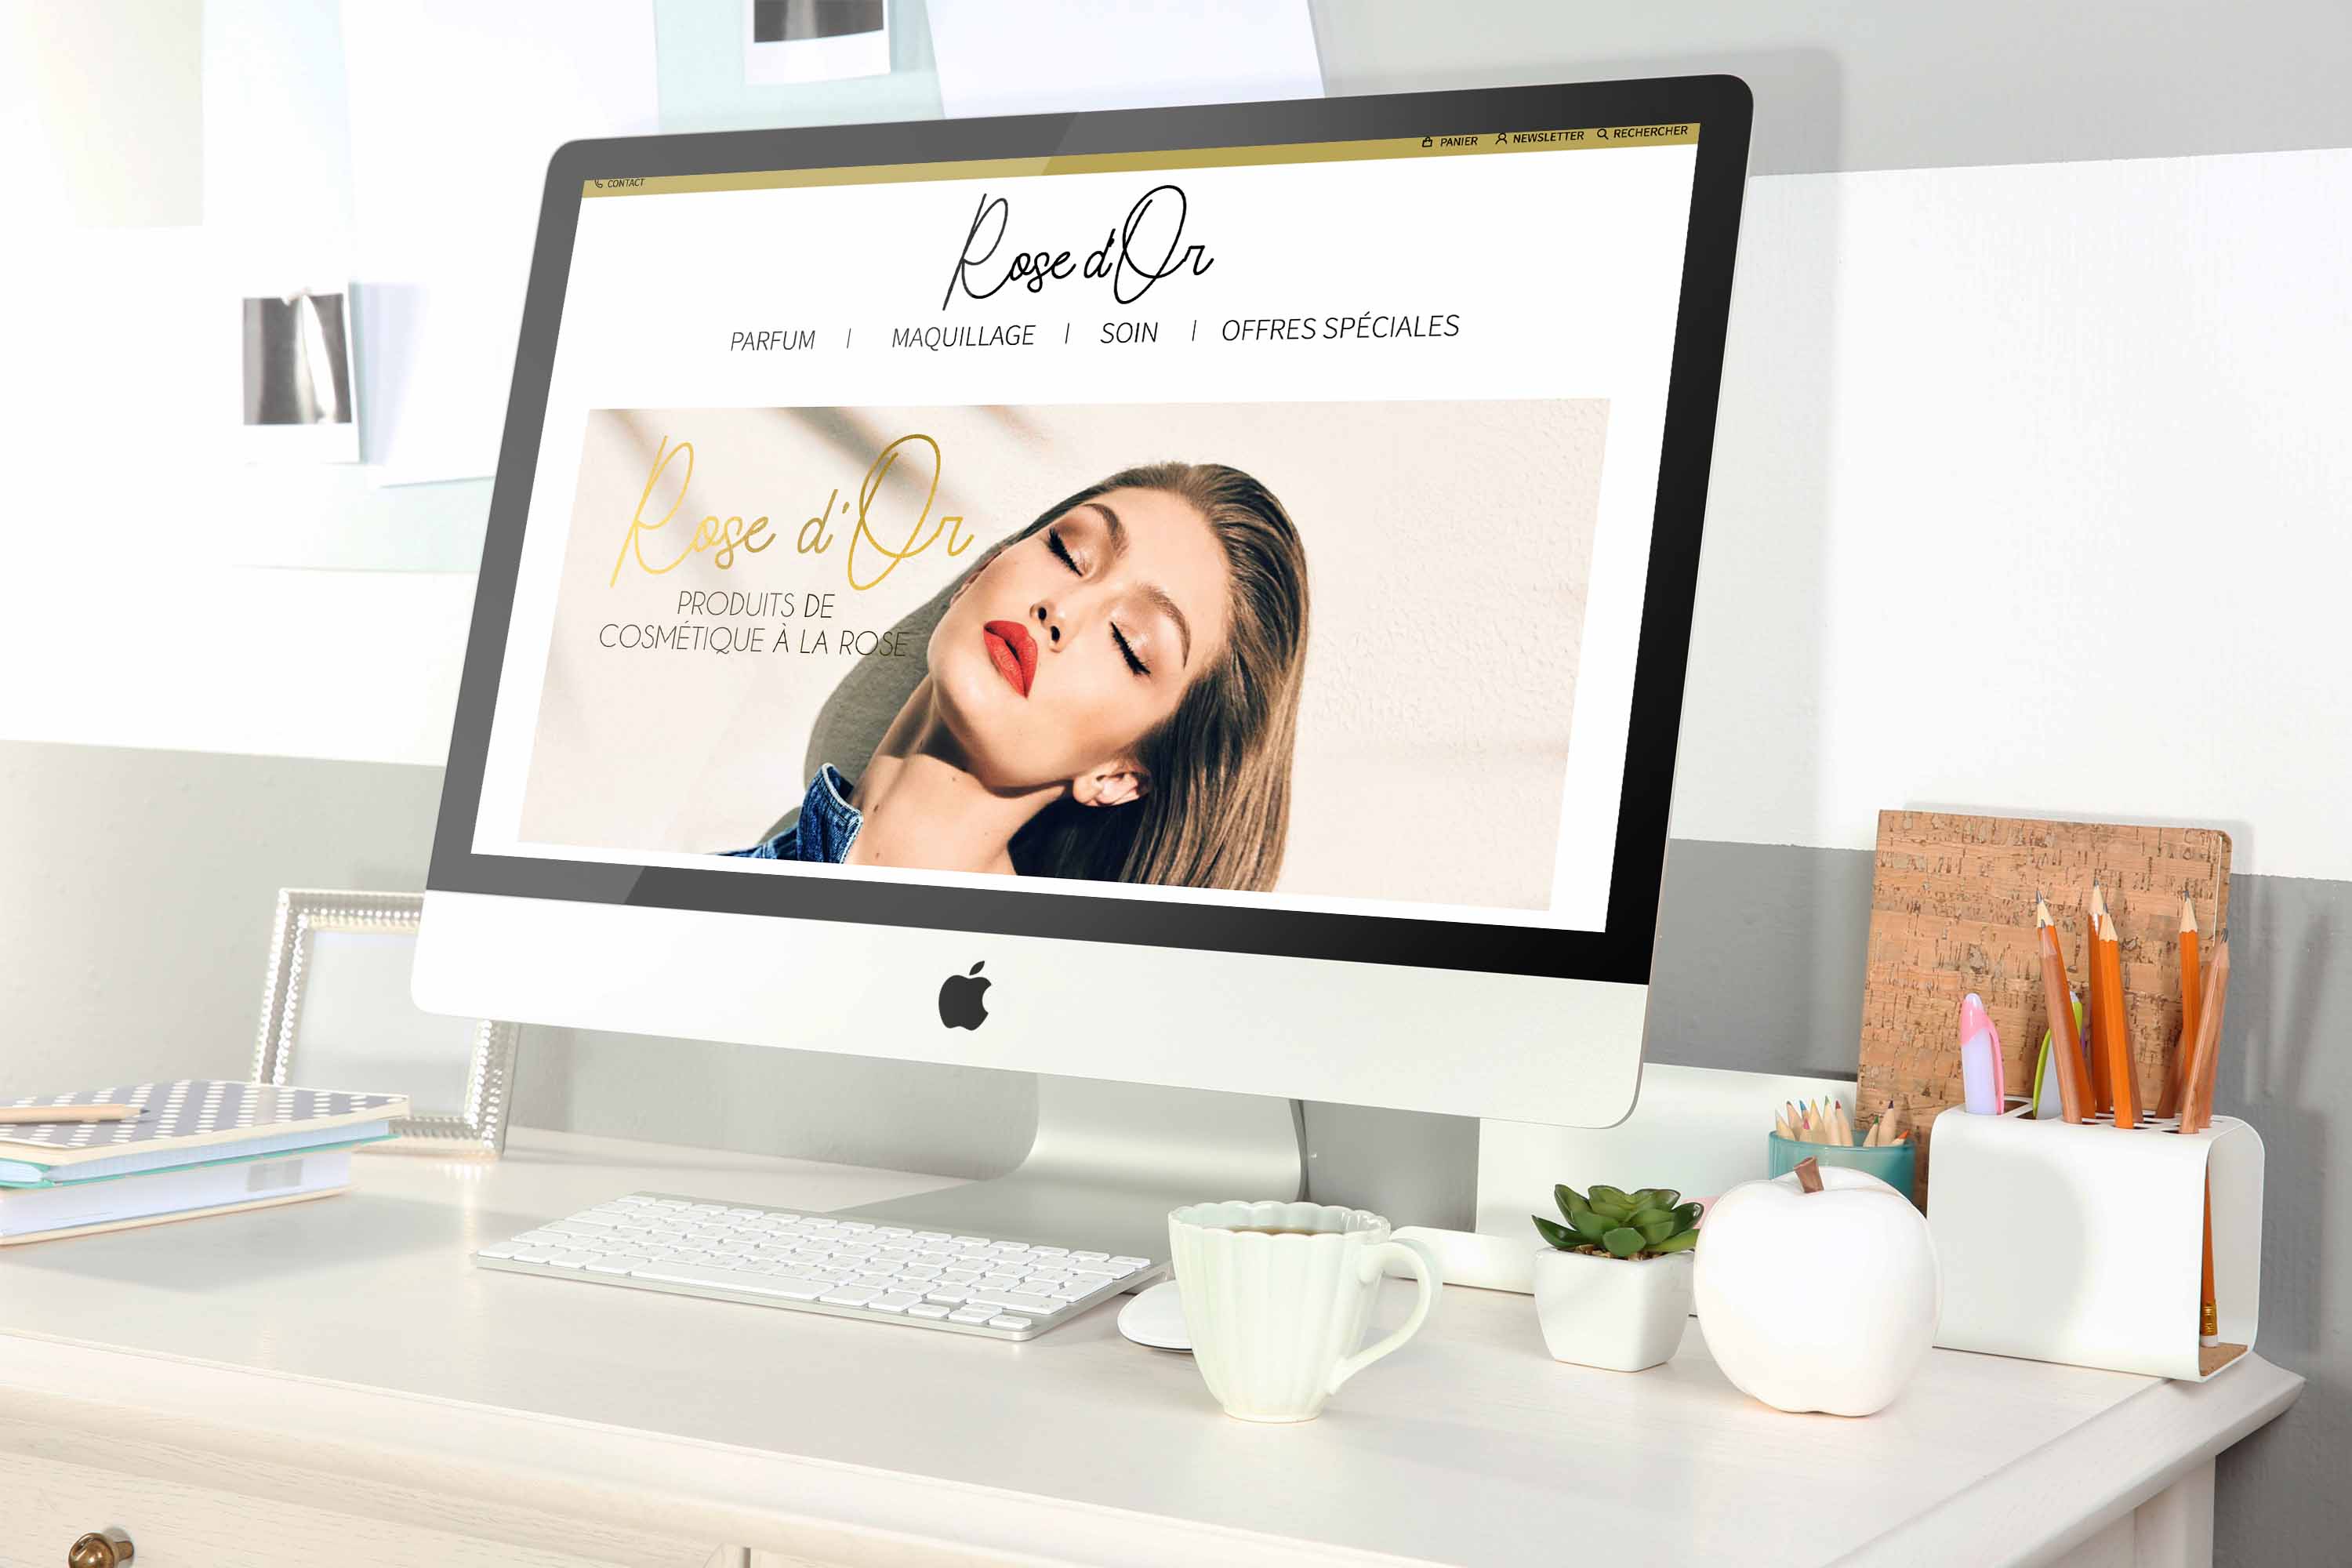 CONTACT
PANIER NEWSLETTER RECHERCHER
Rose d'Or
PARFUM | MAQUILLAGE | SOIN | OFFRES SPÉCIALES
Rose d'Or
PRODUITS DE
COSMÉTIQUE À LA ROSE